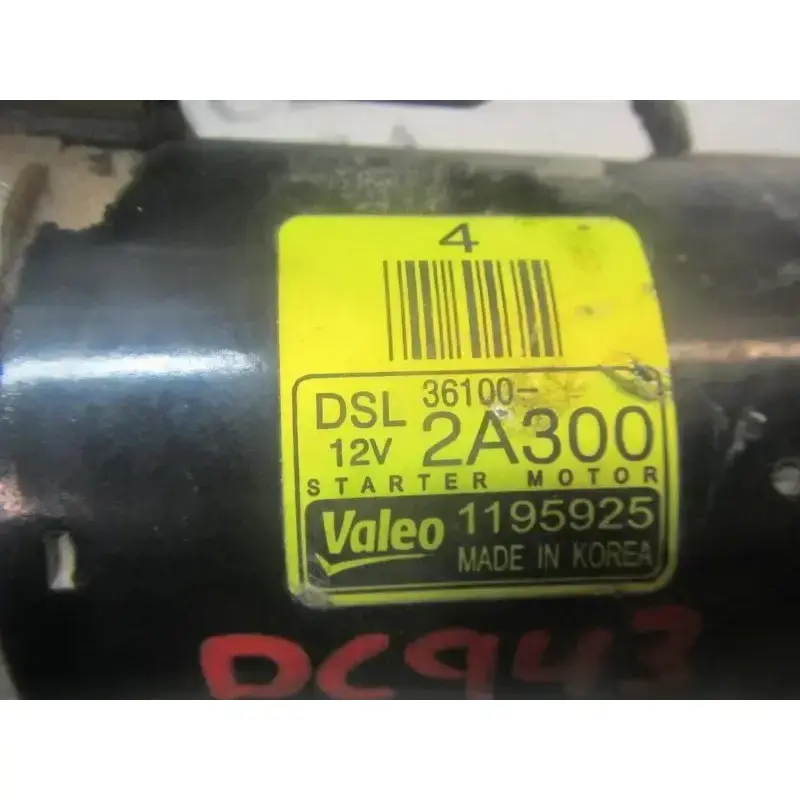 4
DSL 36100-
12V 2A300
STARTER MOTOR
Valeo 1195925
MADE IN KOREA
DC943